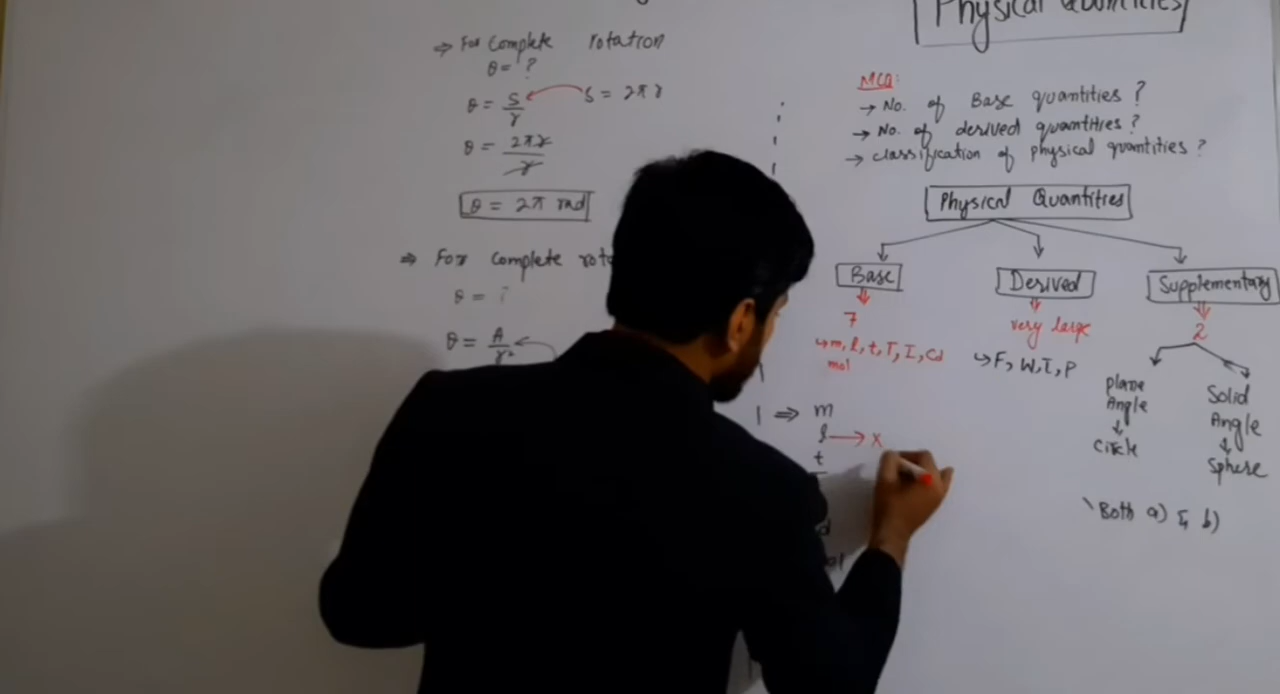 ⇒ For Complete rotation
θ = ?
θ = S/r S = 2πr
θ = 2πr/r
θ = 2π rad
⇒ For Complete
θ = ?
θ = A/r²
Physical Quantities
MCQ:
→ No. of Base quantities ?
→ No. of derived quantities ?
→ classification of physical quantities ?
Physical Quantities
Base Derived Supplementary
7 very large 2
m, l, t, T, I, Cd
mol
F, W, τ, P
Plane Angle
Circle
Solid Angle
Sphere
⇒ m
l → x
t
Both a) & b)